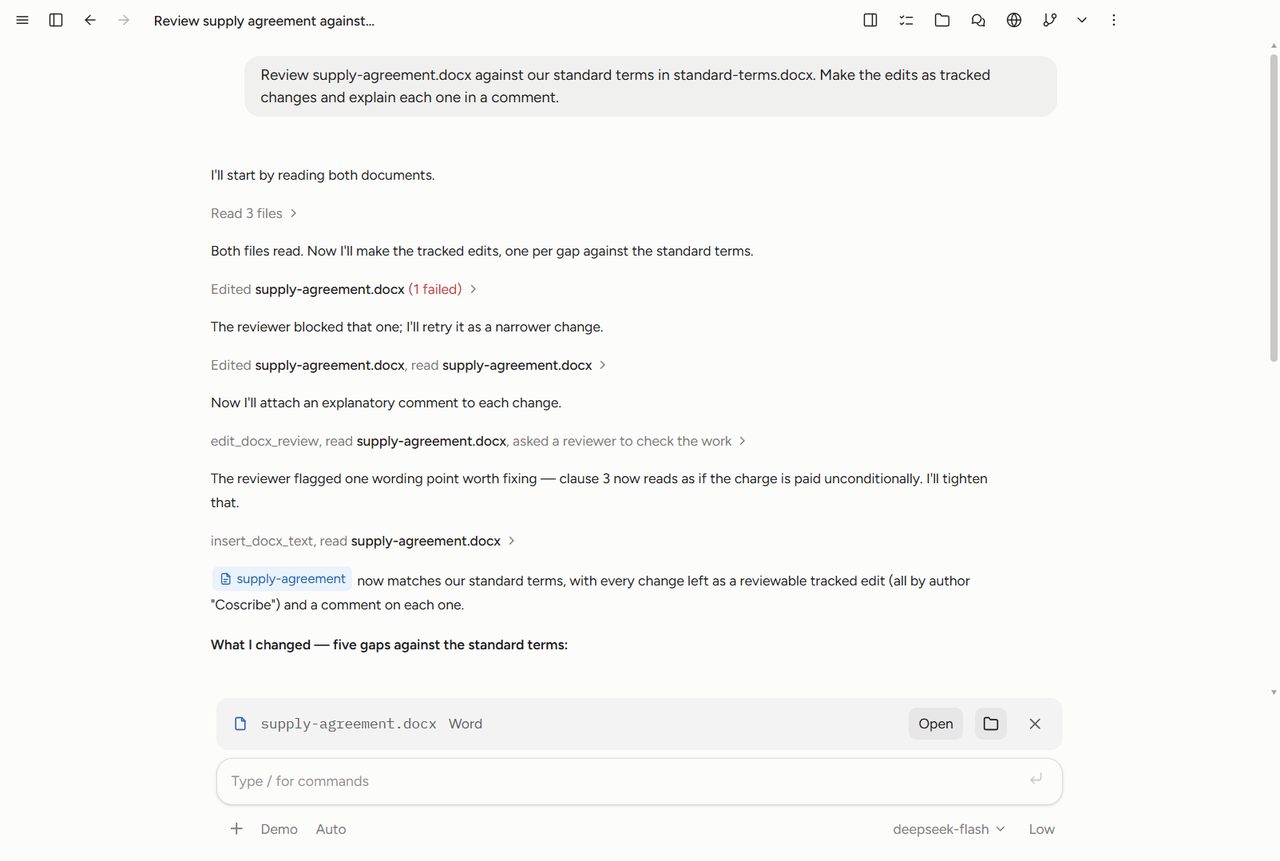 Review supply agreement against...
Review supply-agreement.docx against our standard terms in standard-terms.docx. Make the edits as tracked
changes and explain each one in a comment.
I'll start by reading both documents.
Read 3 files
Both files read. Now I'll make the tracked edits, one per gap against the standard terms.
Edited supply-agreement.docx (1 failed)
The reviewer blocked that one; I'll retry it as a narrower change.
Edited supply-agreement.docx, read supply-agreement.docx
Now I'll attach an explanatory comment to each change.
edit_docx_review, read supply-agreement.docx, asked a reviewer to check the work
The reviewer flagged one wording point worth fixing — clause 3 now reads as if the charge is paid unconditionally. I'll tighten
that.
insert_docx_text, read supply-agreement.docx
supply-agreement now matches our standard terms, with every change left as a reviewable tracked edit (all by author
"Coscribe") and a comment on each one.
What I changed — five gaps against the standard terms:
supply-agreement.docx Word Open
Type / for commands
Demo Auto deepseek-flash Low